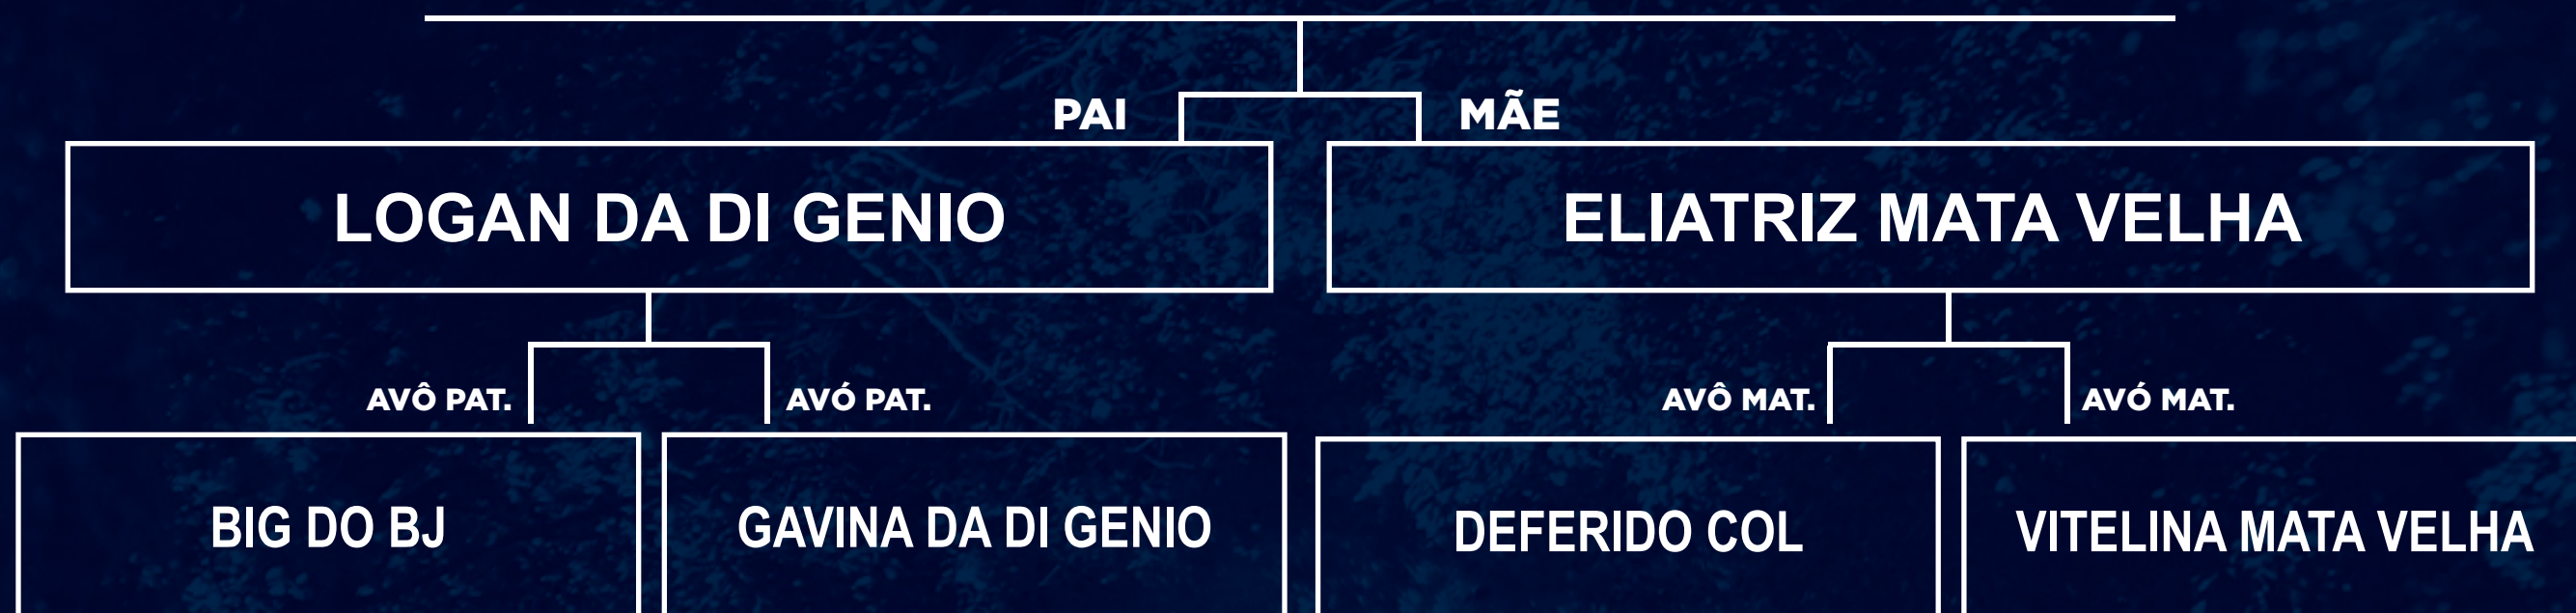 PAI MÃE
LOGAN DA DI GENIO
ELIATRIZ MATA VELHA
AVÔ PAT. AVÓ PAT. AVÔ MAT. AVÓ MAT.
BIG DO BJ
GAVINA DA DI GENIO
DEFERIDO COL
VITELINA MATA VELHA